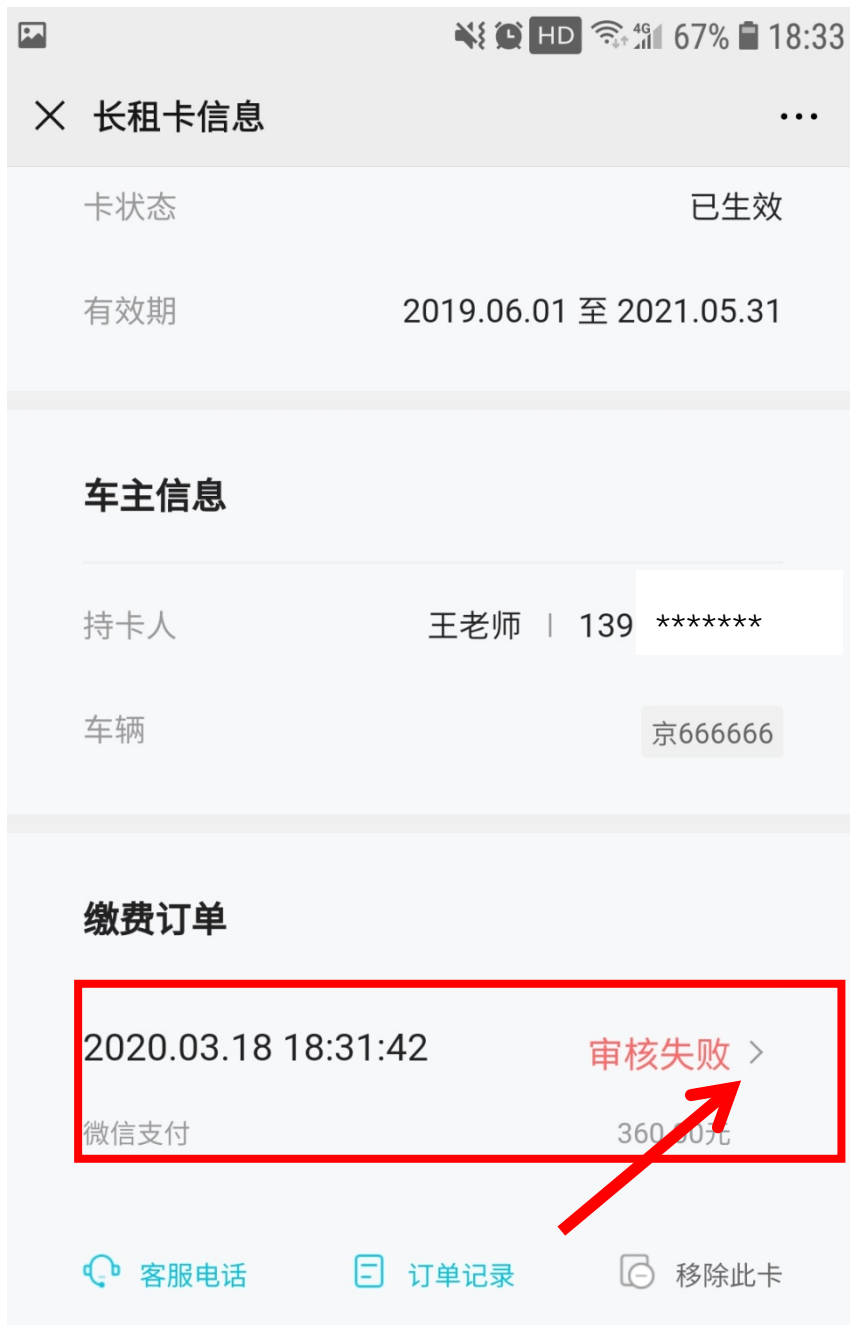 HD 4G 67% 18:33
长租卡信息
卡状态 已生效
有效期 2019.06.01 至 2021.05.31
车主信息
持卡人 王老师 | 139 *******
车辆 京666666
缴费订单
2020.03.18 18:31:42 审核失败
微信支付 360.00元
客服电话 订单记录 移除此卡